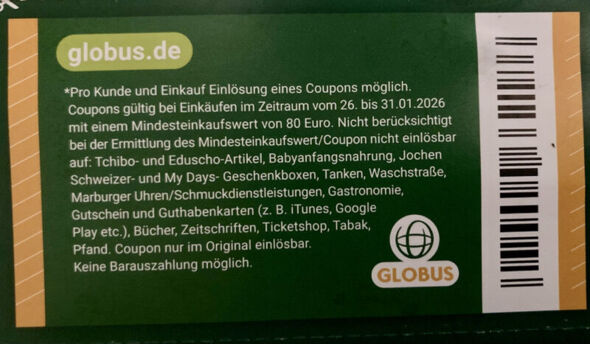 globus.de
*Pro Kunde und Einkauf Einlösung eines Coupons möglich.
Coupons gültig bei Einkäufen im Zeitraum vom 26. bis 31.01.2026
mit einem Mindesteinkaufswert von 80 Euro. Nicht berücksichtigt
bei der Ermittlung des Mindesteinkaufswert/Coupon nicht einlösbar
auf: Tchibo- und Eduscho-Artikel, Babyanfangsnahrung, Jochen
Schweizer- und My Days- Geschenkboxen, Tanken, Waschstraße,
Marburger Uhren/Schmuckdienstleistungen, Gastronomie,
Gutschein und Guthabenkarten (z. B. iTunes, Google
Play etc.), Bücher, Zeitschriften, Ticketshop, Tabak,
Pfand. Coupon nur im Original einlösbar.
Keine Barauszahlung möglich.
GLOBUS